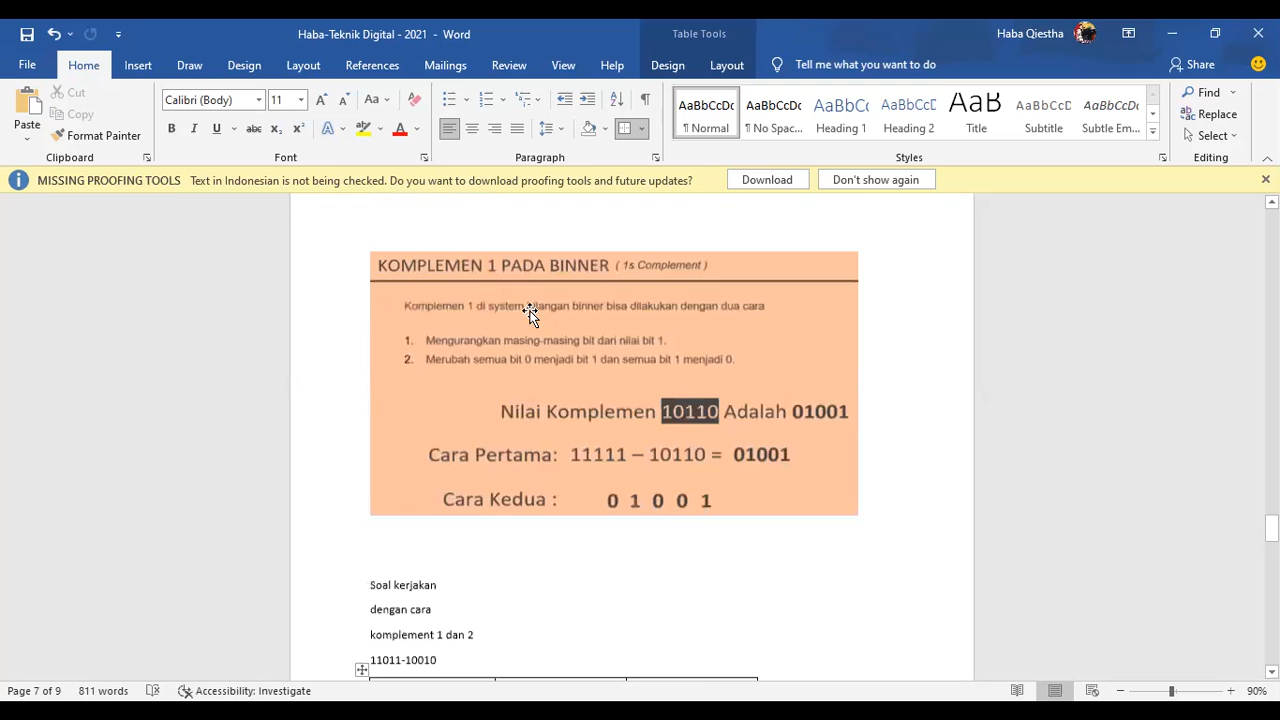 Haba-Teknik Digital - 2021 - Word
Table Tools
Haba Qiestha
File Home Insert Draw Design Layout References Mailings Review View Help Design Layout Tell me what you want to do Share
Paste
Cut
Copy
Format Painter
Clipboard
Calibri (Body) 11
Font
Paragraph
AaBbCcDc AaBbCcDc AaBbCc AaBbCcC AaB AaBbCcD AaBbCcD
¶ Normal ¶ No Spac... Heading 1 Heading 2 Title Subtitle Subtle Em...
Styles
Find
Replace
Select
Editing
MISSING PROOFING TOOLS Text in Indonesian is not being checked. Do you want to download proofing tools and future updates? Download Don't show again
KOMPLEMEN 1 PADA BINNER ( 1s Complement )
Komplemen 1 di system binner bisa dilakukan dengan dua cara
1. Mengurangkan masing-masing bit dari nilai bit 1.
2. Merubah semua bit 0 menjadi bit 1 dan semua bit 1 menjadi 0.
Nilai Komplemen 10110 Adalah 01001
Cara Pertama: 11111 – 10110 = 01001
Cara Kedua : 0 1 0 0 1
Soal kerjakan
dengan cara
komplement 1 dan 2
11011-10010
Page 7 of 9 811 words Accessibility: Investigate 90%